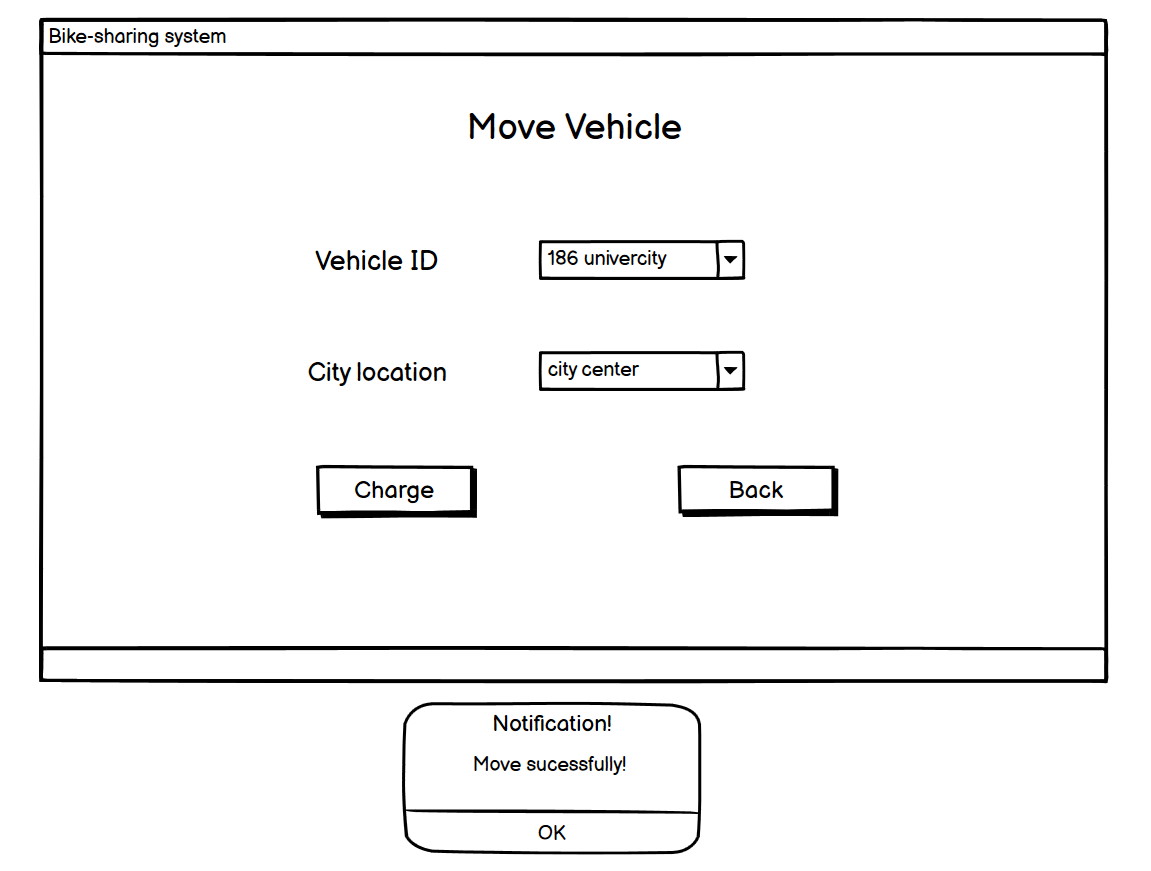 Bike-sharing system
Move Vehicle
Vehicle ID
186 univercity
City location
city center
Charge
Back
Notification!
Move sucessfully!
OK